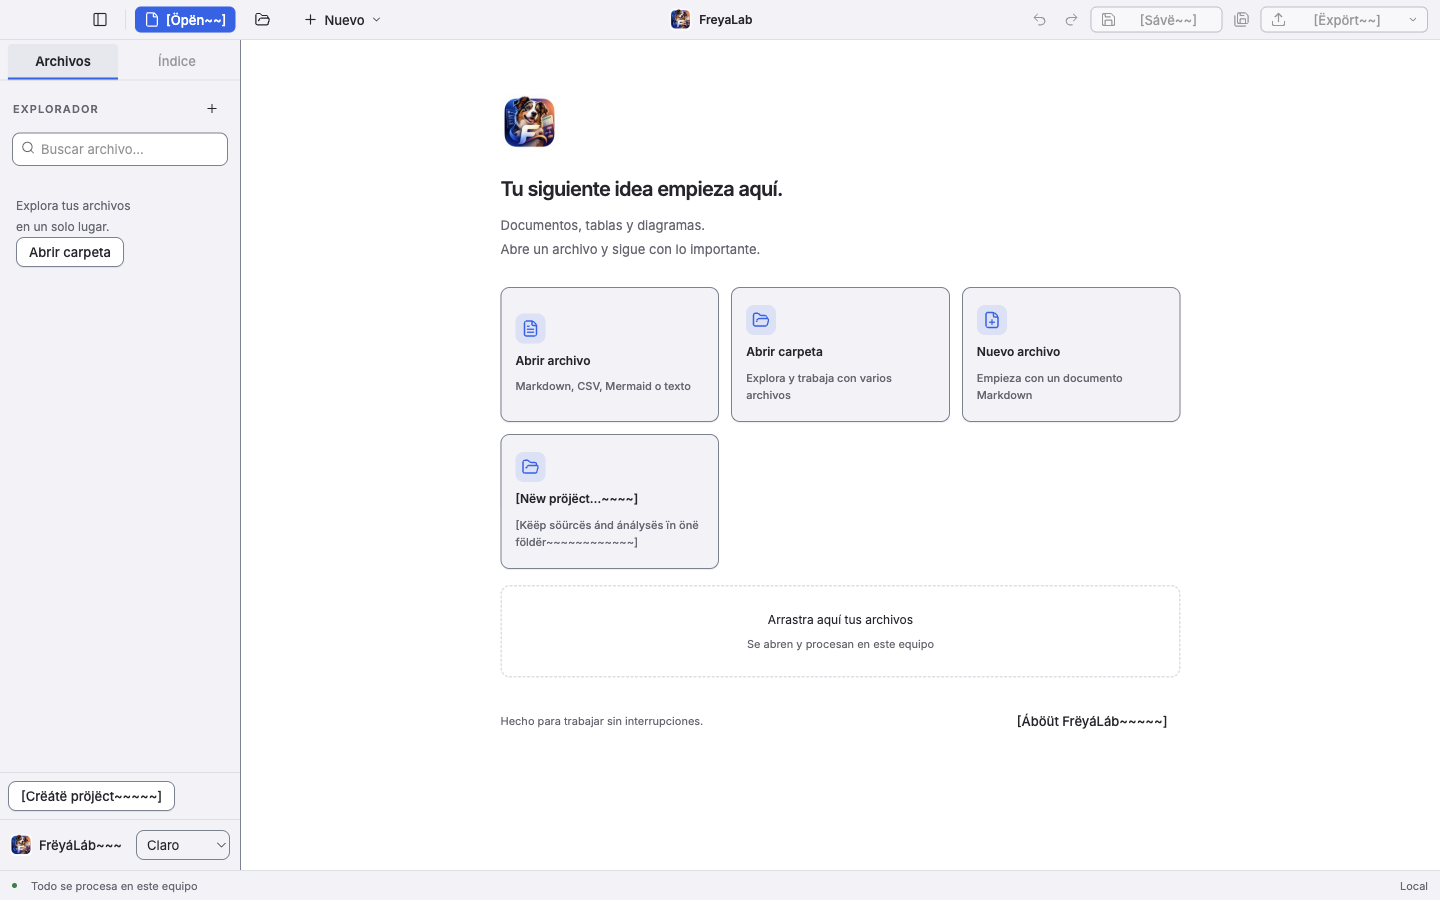 [Öpën~~]
Nuevo
FreyaLab
[Sávë~~]
[Ëxpört~~]
Archivos
Índice
EXPLORADOR
Buscar archivo...
Explora tus archivos
en un solo lugar.
Abrir carpeta
Tu siguiente idea empieza aquí.
Documentos, tablas y diagramas.
Abre un archivo y sigue con lo importante.
Abrir archivo
Markdown, CSV, Mermaid o texto
Abrir carpeta
Explora y trabaja con varios
archivos
Nuevo archivo
Empieza con un documento
Markdown
[Nëw pröjëct...~~~~]
[Këëp söürcës ánd ánálysës ïn önë
földër~~~~~~~~~~~~]
Arrastra aquí tus archivos
Se abren y procesan en este equipo
Hecho para trabajar sin interrupciones.
[Áböüt FrëyáLáb~~~~~]
[Crëátë pröjëct~~~~~]
FrëyáLáb~~~
Claro
Todo se procesa en este equipo
Local